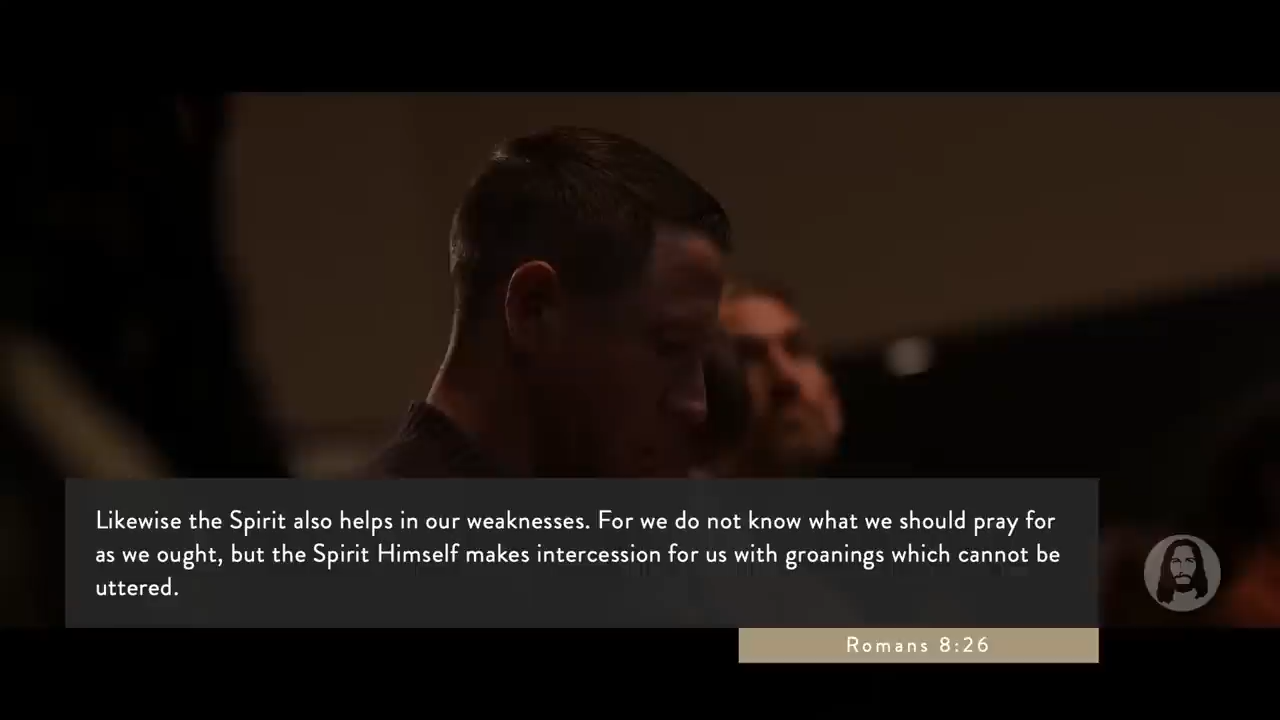 Likewise the Spirit also helps in our weaknesses. For we do not know what we should pray for
as we ought, but the Spirit Himself makes intercession for us with groanings which cannot be
uttered.
Romans 8:26